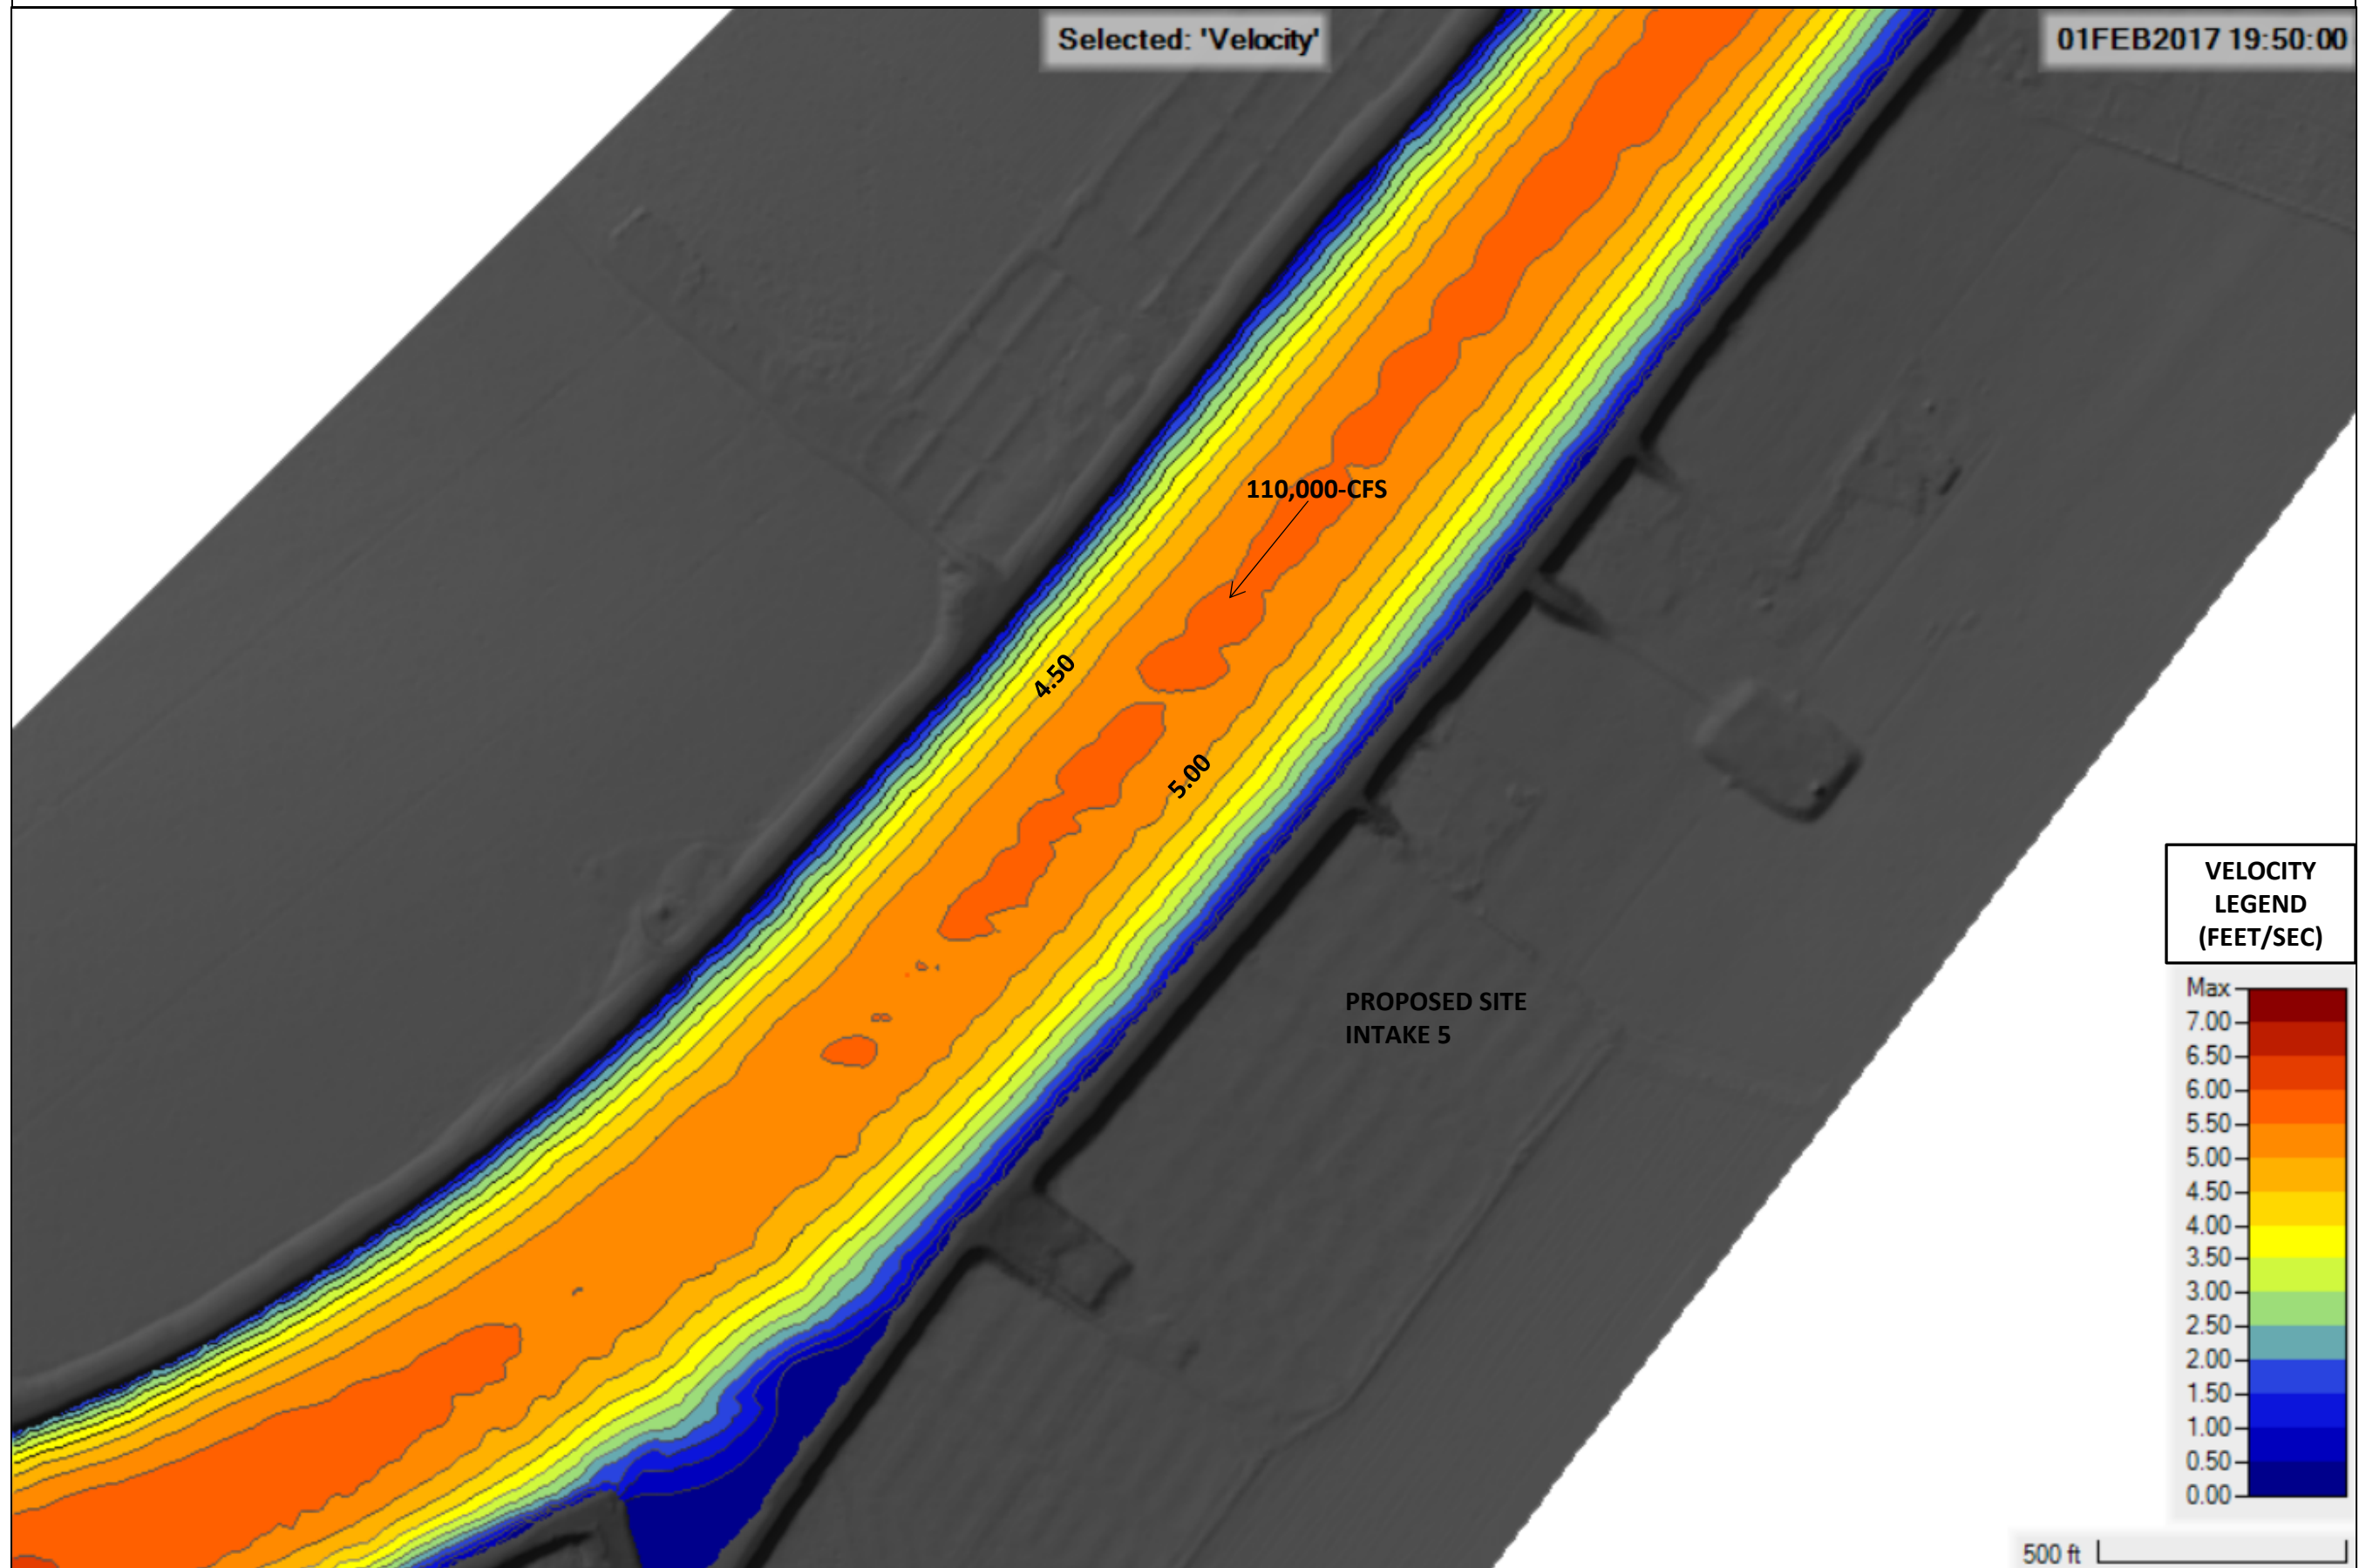 Selected: 'Velocity'
01FEB2017 19:50:00
110,000-CFS
4.50
5.00
PROPOSED SITE
INTAKE 5
VELOCITY
LEGEND
(FEET/SEC)
Max
7.00
6.50
6.00
5.50
5.00
4.50
4.00
3.50
3.00
2.50
2.00
1.50
1.00
0.50
0.00
500 ft